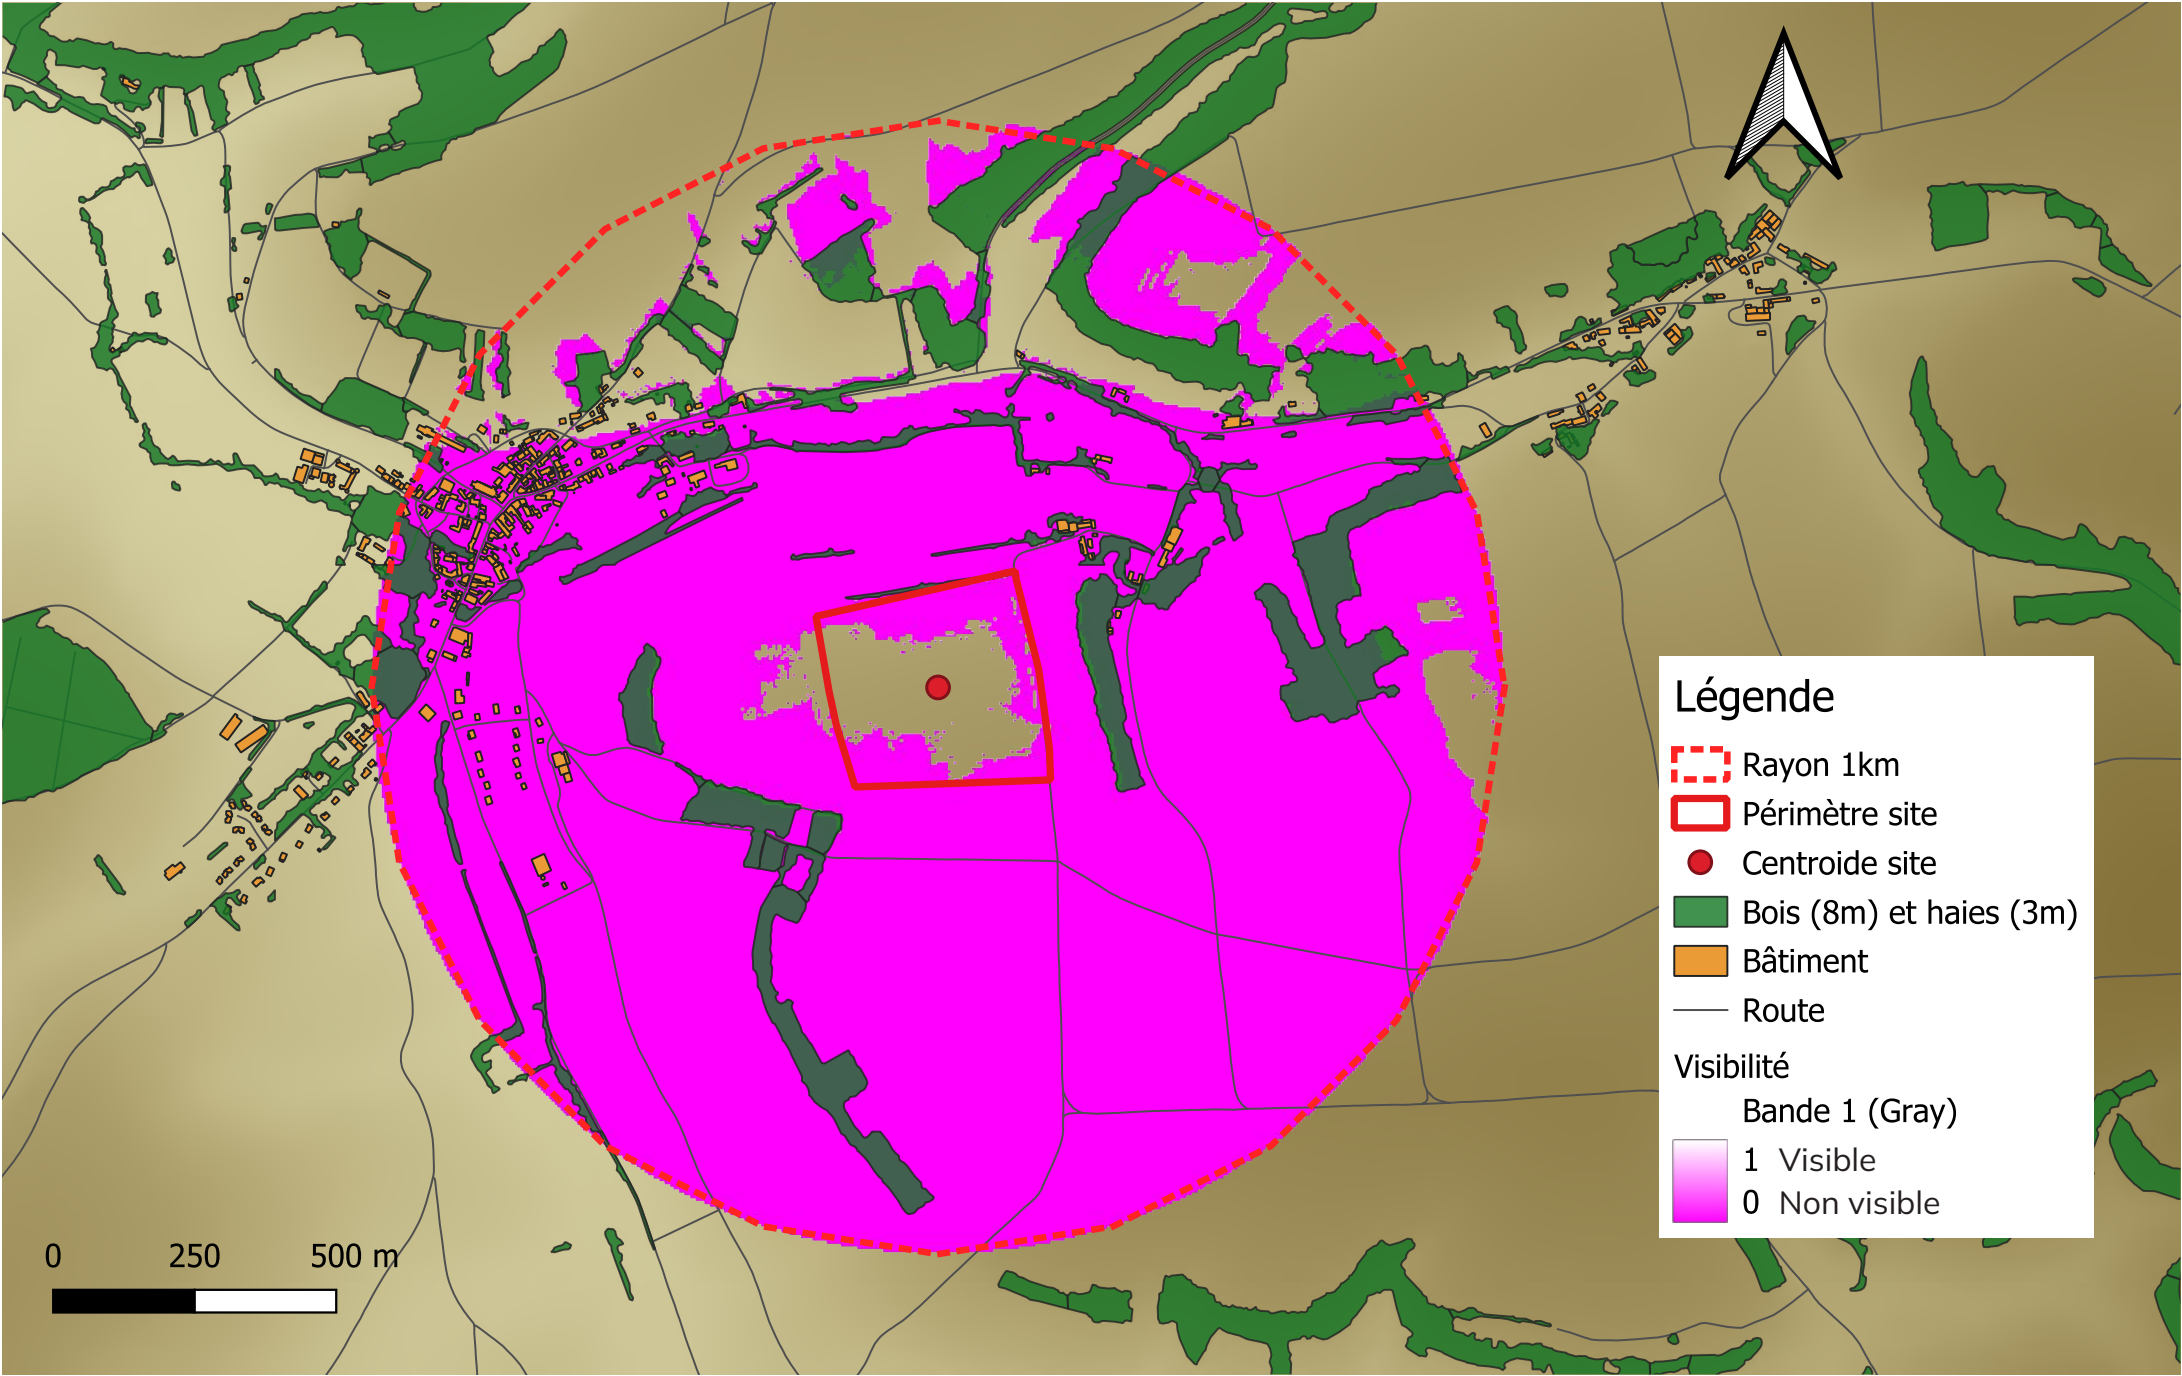 Légende
Rayon 1km
Périmètre site
Centroide site
Bois (8m) et haies (3m)
Bâtiment
Route
Visibilité
Bande 1 (Gray)
1 Visible
0 Non visible
0 250 500 m